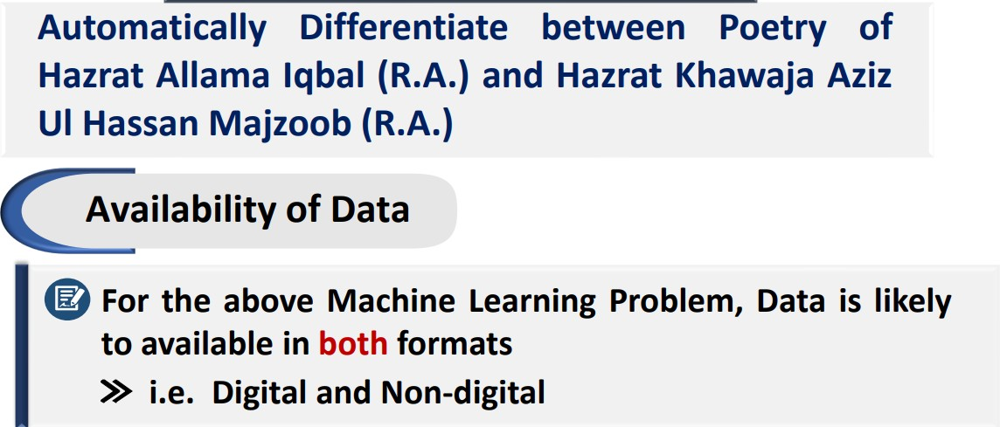 Automatically Differentiate between Poetry of
Hazrat Allama Iqbal (R.A.) and Hazrat Khawaja Aziz
Ul Hassan Majzoob (R.A.)
Availability of Data
For the above Machine Learning Problem, Data is likely
to available in both formats
i.e. Digital and Non-digital